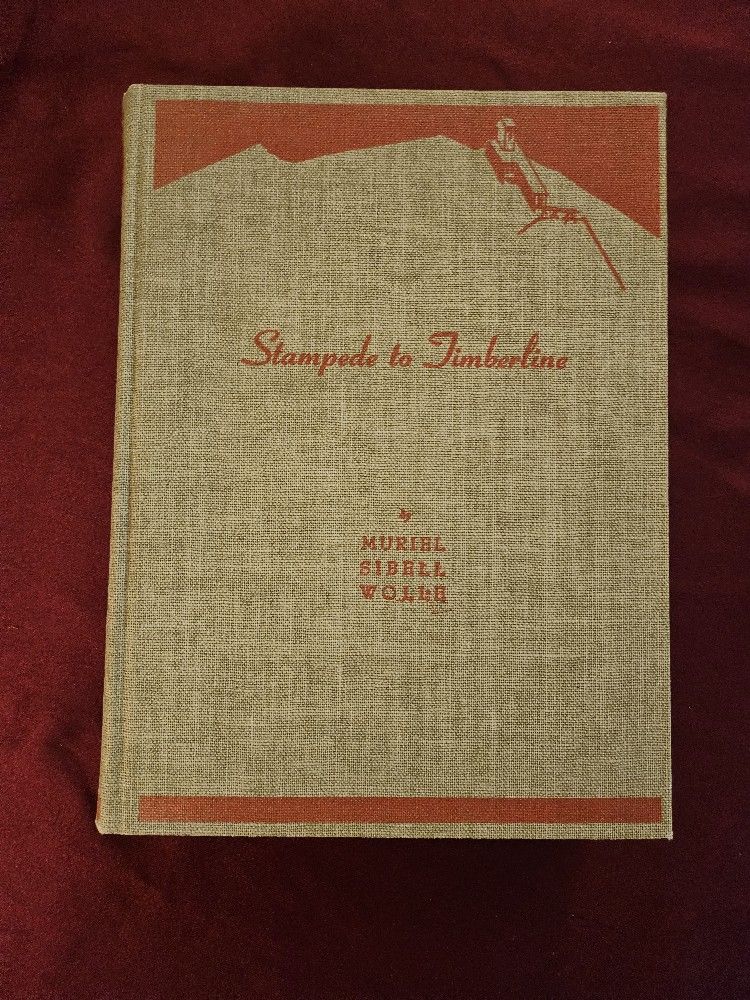 Stampede to Timberline
by
MURIEL
SIBELL
WOLLE